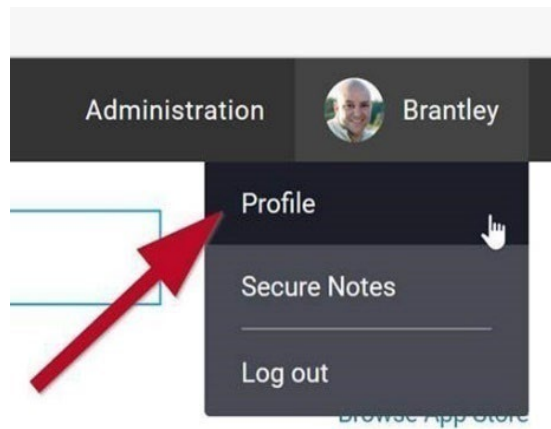 Administration Brantley
Profile
Secure Notes
Log out
Browse App Store